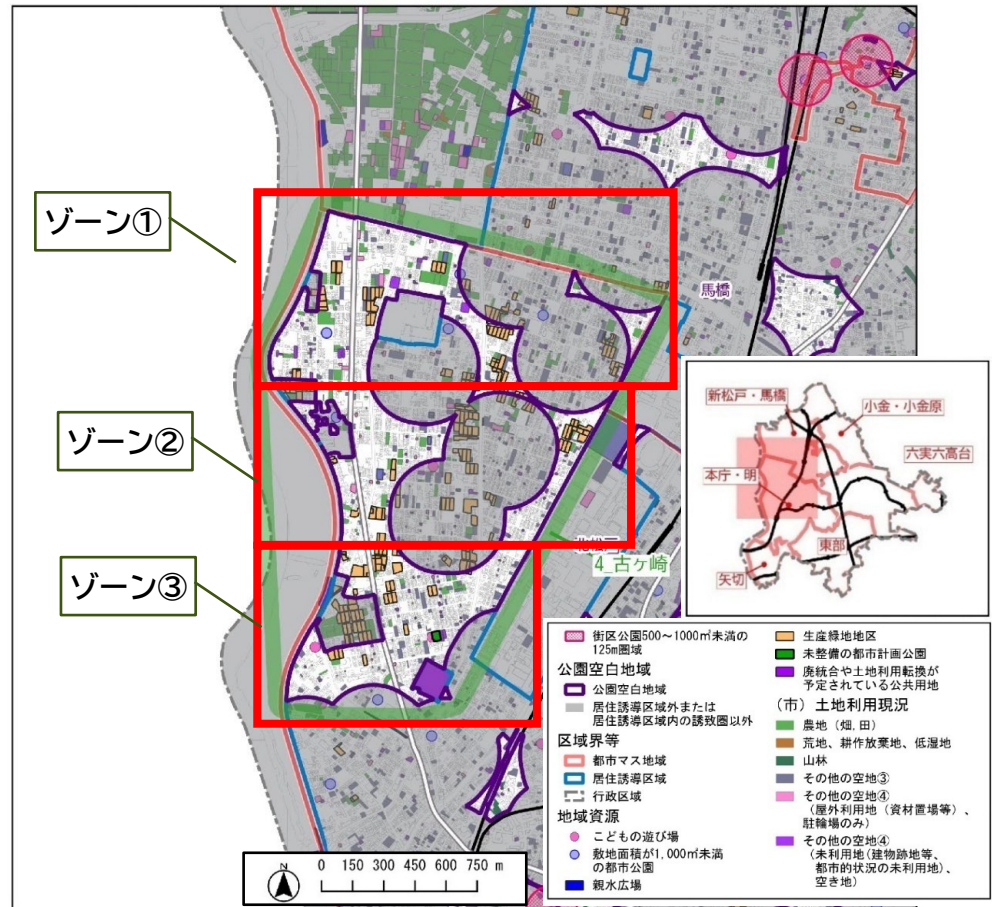 ゾーン①
ゾーン②
ゾーン③
馬橋
北松戸
4_古ヶ崎
新松戸・馬橋
小金・小金原
六実六高台
本庁・明
東部
矢切
N
0 150 300 450 600 750 m
街区公園500～1000㎡未満の
125m圏域
公園空白地域
公園空白地域
居住誘導区域外または
居住誘導区域内の誘致圏以外
区域界等
都市マス地域
居住誘導区域
行政区域
地域資源
こどもの遊び場
敷地面積が1,000㎡未満
の都市公園
親水広場
生産緑地地区
未整備の都市計画公園
廃統合や土地利用転換が
予定されている公共用地
(市) 土地利用現況
農地（畑,田）
荒地、耕作放棄地、低湿地
山林
その他の空地③
その他の空地④
（屋外利用地（資材置場等）、
駐輪場のみ）
その他の空地④
（未利用地(建物跡地等、
都市的状況の未利用地)、
空き地）